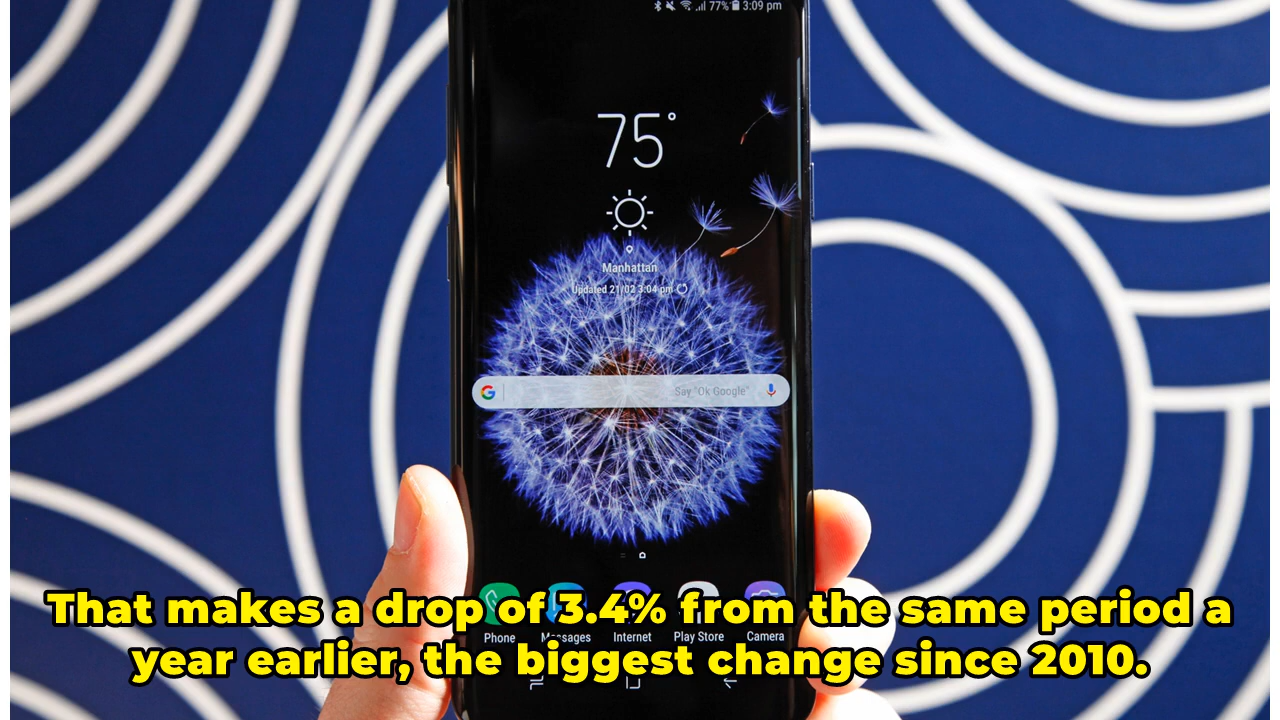 77% 3:09 pm
75°
Manhattan
Updated 21/02 3:04 pm
G Say "Ok Google"
Phone Messages Internet Play Store Camera
That makes a drop of 3.4% from the same period a
year earlier, the biggest change since 2010.